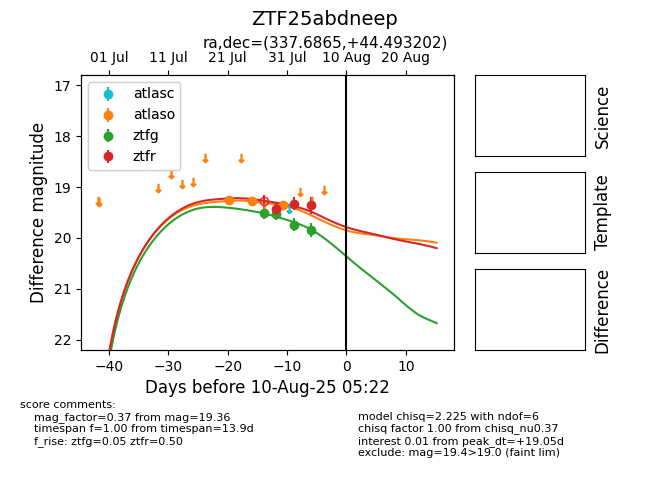 ZTF25abdneep
ra,dec=(337.6865,+44.493202)
01 Jul 11 Jul 21 Jul 31 Jul 10 Aug 20 Aug
atlasc
atlaso
ztfg
ztfr
17
18
19
20
21
22
Difference magnitude
−40 −30 −20 −10 0 10
Days before 10-Aug-25 05:22
Science
Template
Difference
score comments:
mag_factor=0.37 from mag=19.36
timespan f=1.00 from timespan=13.9d
f_rise: ztfg=0.05 ztfr=0.50
model chisq=2.225 with ndof=6
chisq factor 1.00 from chisq_nu0.37
interest 0.01 from peak_dt=+19.05d
exclude: mag=19.4>19.0 (faint lim)